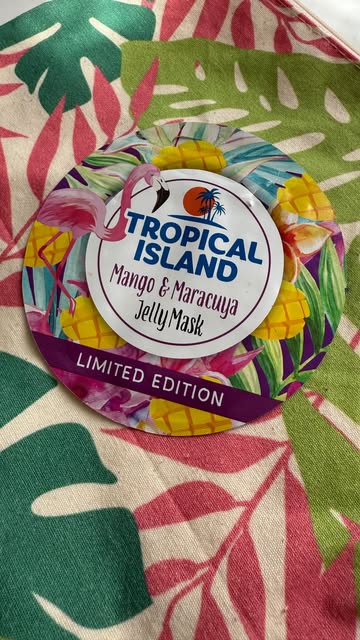 TROPICAL
ISLAND
Mango & Maracuya
Jelly Mask
LIMITED EDITION